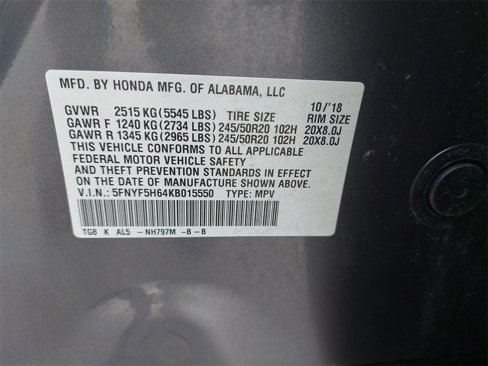 MFD. BY HONDA MFG. OF ALABAMA, LLC
10/'18
GVWR 2515 KG (5545 LBS) TIRE SIZE RIM SIZE
GAWR F 1240 KG (2734 LBS) 245/50R20 102H 20X8.0J
GAWR R 1345 KG (2965 LBS) 245/50R20 102H 20X8.0J
THIS VEHICLE CONFORMS TO ALL APPLICABLE
FEDERAL MOTOR VEHICLE SAFETY
AND THEFT PREVENTION STANDARDS IN EFFECT
ON THE DATE OF MANUFACTURE SHOWN ABOVE.
V.I.N.: 5FNYF5H64KB015550 TYPE: MPV
TG8 K AL5 -NH797M -B -B